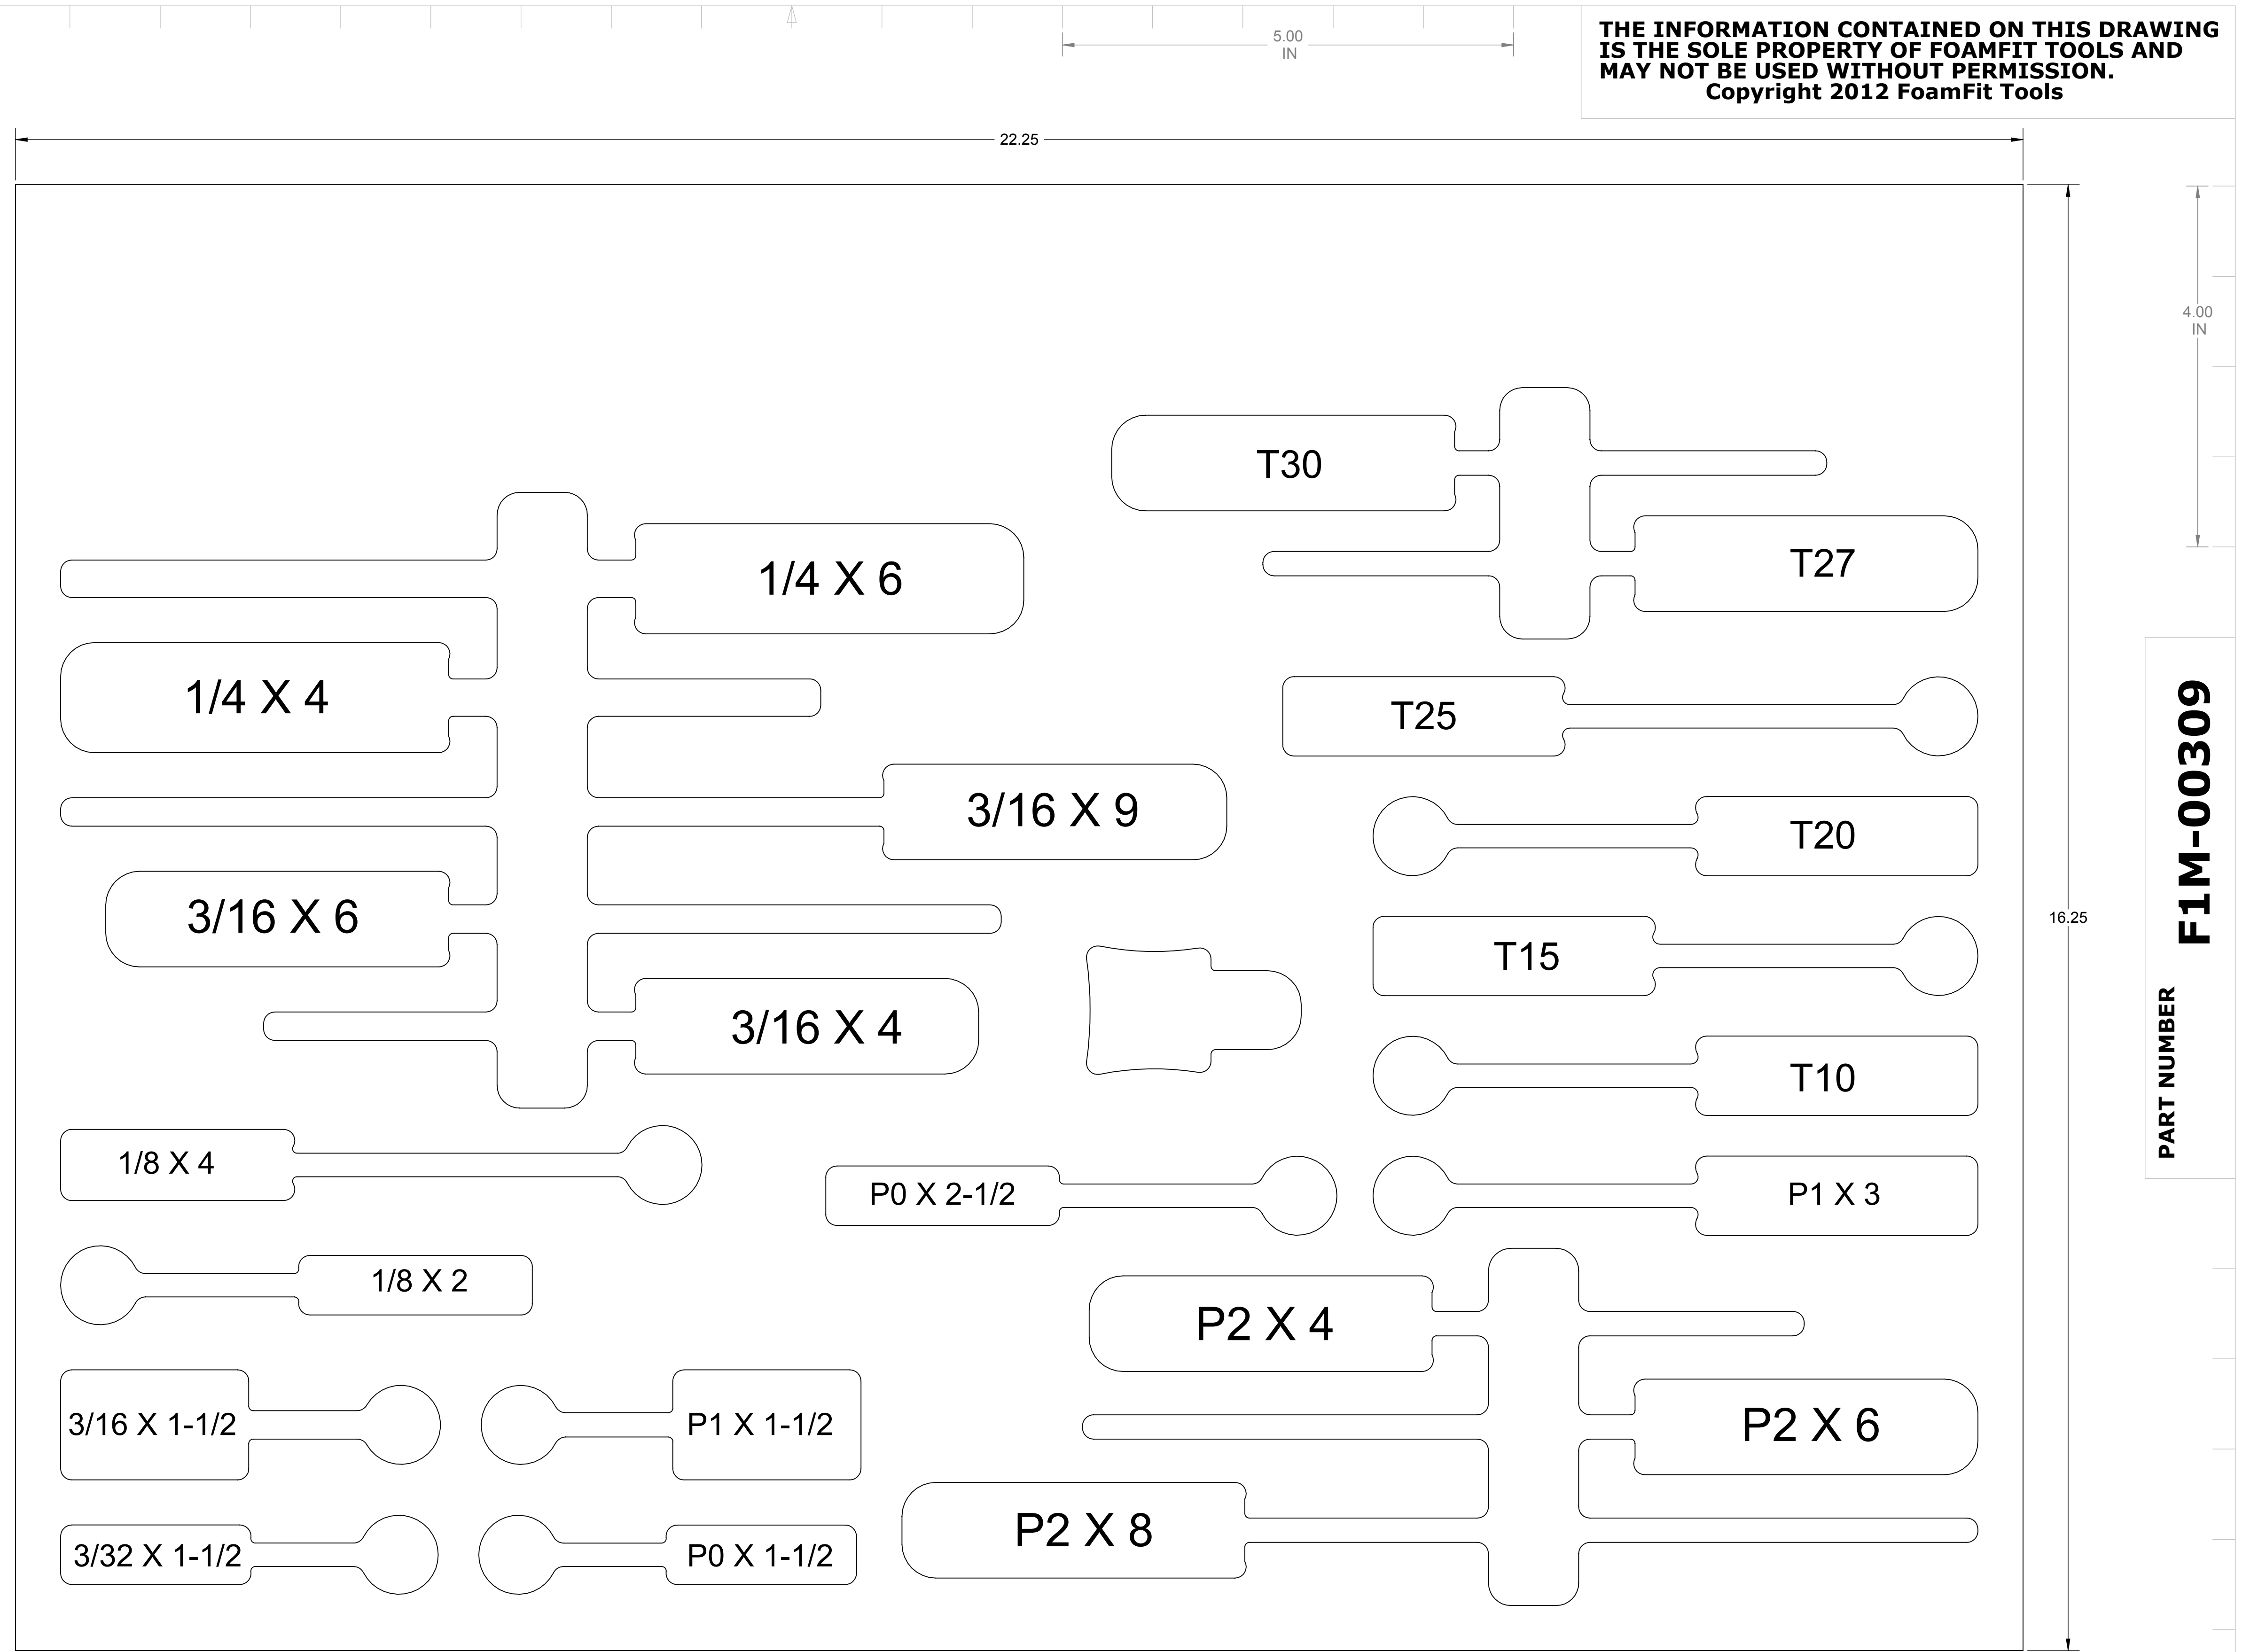 THE INFORMATION CONTAINED ON THIS DRAWING
IS THE SOLE PROPERTY OF FOAMFIT TOOLS AND
MAY NOT BE USED WITHOUT PERMISSION.
Copyright 2012 FoamFit Tools
5.00
IN
22.25
4.00
IN
T30
T27
1/4 X 6
1/4 X 4
T25
3/16 X 9
T20
3/16 X 6
16.25
T15
3/16 X 4
T10
PART NUMBER
F1M-00309
1/8 X 4
P0 X 2-1/2
P1 X 3
1/8 X 2
P2 X 4
3/16 X 1-1/2
P1 X 1-1/2
P2 X 6
P2 X 8
3/32 X 1-1/2
P0 X 1-1/2